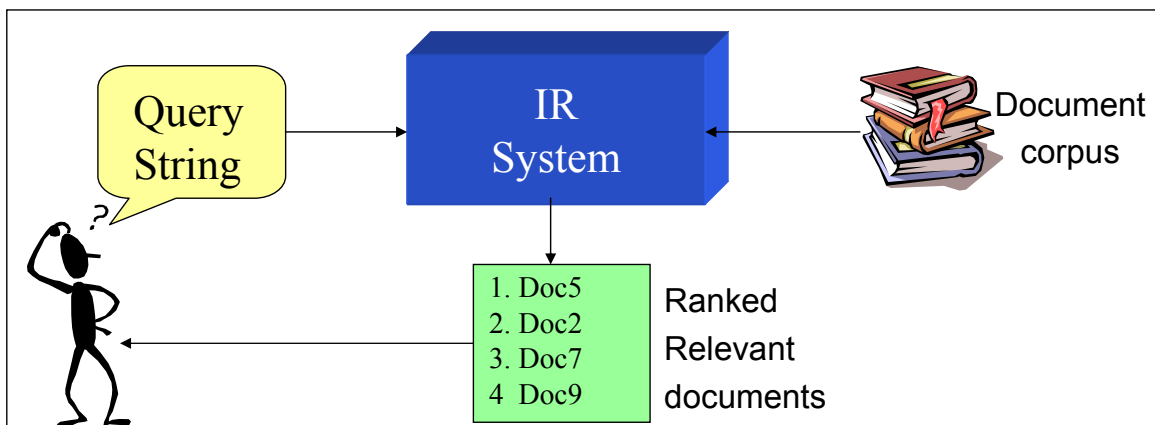 Query
String
IR
System
Document
corpus
?
1. Doc5
2. Doc2
3. Doc7
4  Doc9
Ranked
Relevant
documents